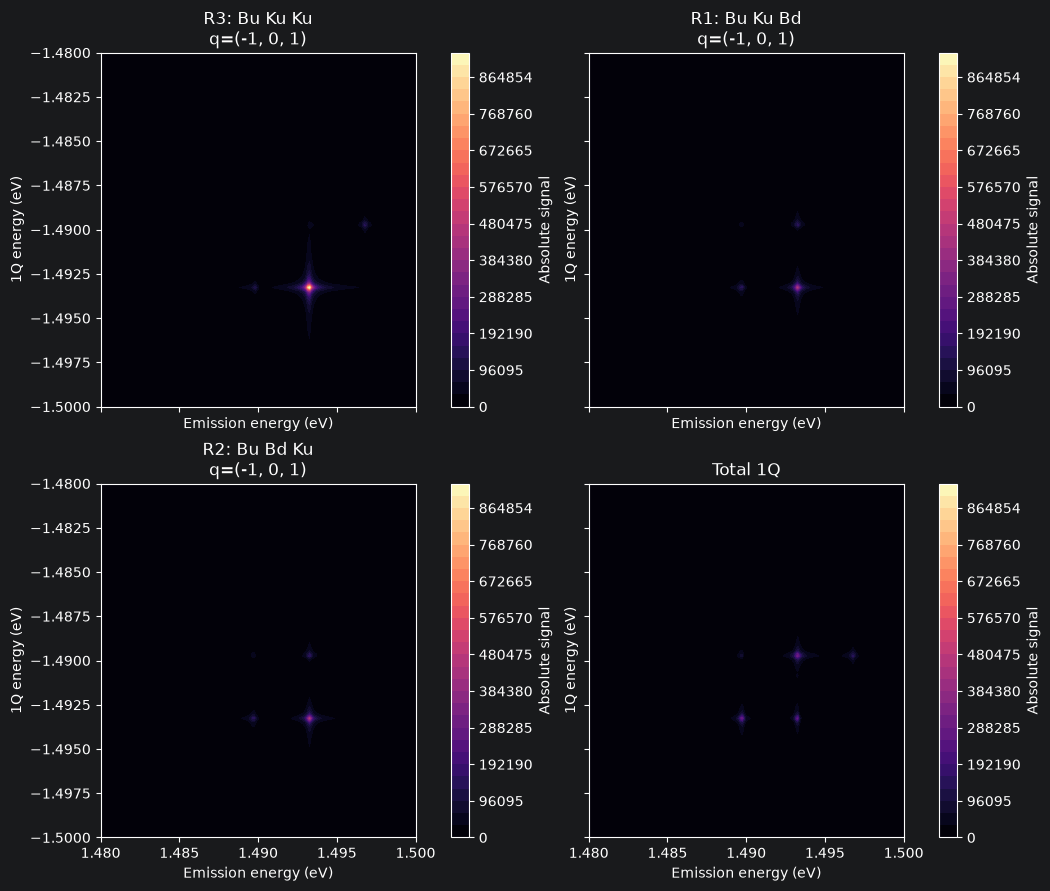 R3: Bu Ku Ku
q=(-1, 0, 1)
−1.4800
−1.4825
−1.4850
−1.4875
−1.4900
−1.4925
−1.4950
−1.4975
−1.5000
1Q energy (eV)
Emission energy (eV)
864854
768760
672665
576570
480475
384380
288285
192190
96095
0
Absolute signal
R1: Bu Ku Bd
q=(-1, 0, 1)
1Q energy (eV)
Emission energy (eV)
864854
768760
672665
576570
480475
384380
288285
192190
96095
0
Absolute signal
R2: Bu Bd Ku
q=(-1, 0, 1)
−1.4800
−1.4825
−1.4850
−1.4875
−1.4900
−1.4925
−1.4950
−1.4975
−1.5000
1Q energy (eV)
1.480 1.485 1.490 1.495 1.500
Emission energy (eV)
864854
768760
672665
576570
480475
384380
288285
192190
96095
0
Absolute signal
Total 1Q
1Q energy (eV)
1.480 1.485 1.490 1.495 1.500
Emission energy (eV)
864854
768760
672665
576570
480475
384380
288285
192190
96095
0
Absolute signal